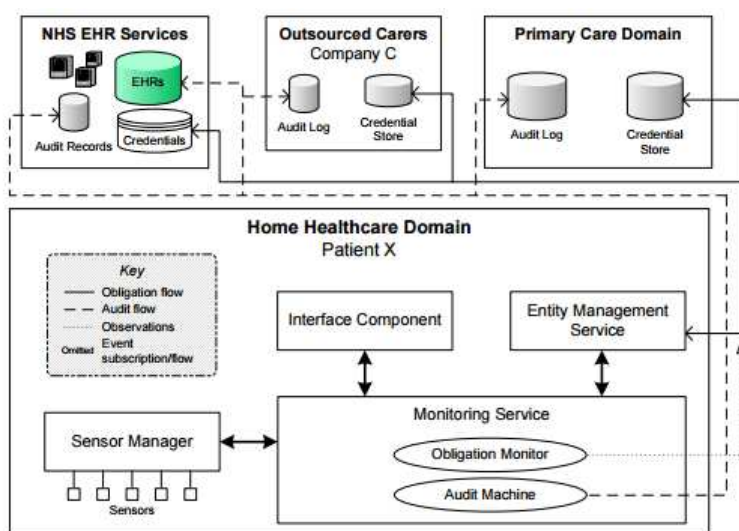 NHS EHR Services
EHRs
Audit Records
Credentials
Outsourced Carers
Company C
Audit Log
Credential
Store
Primary Care Domain
Audit Log
Credential
Store
Home Healthcare Domain
Patient X
Key
Obligation flow
Audit flow
Observations
Omitted Event
subscription/flow
Interface Component
Entity Management
Service
Monitoring Service
Sensor Manager
Obligation Monitor
Audit Machine
Sensors